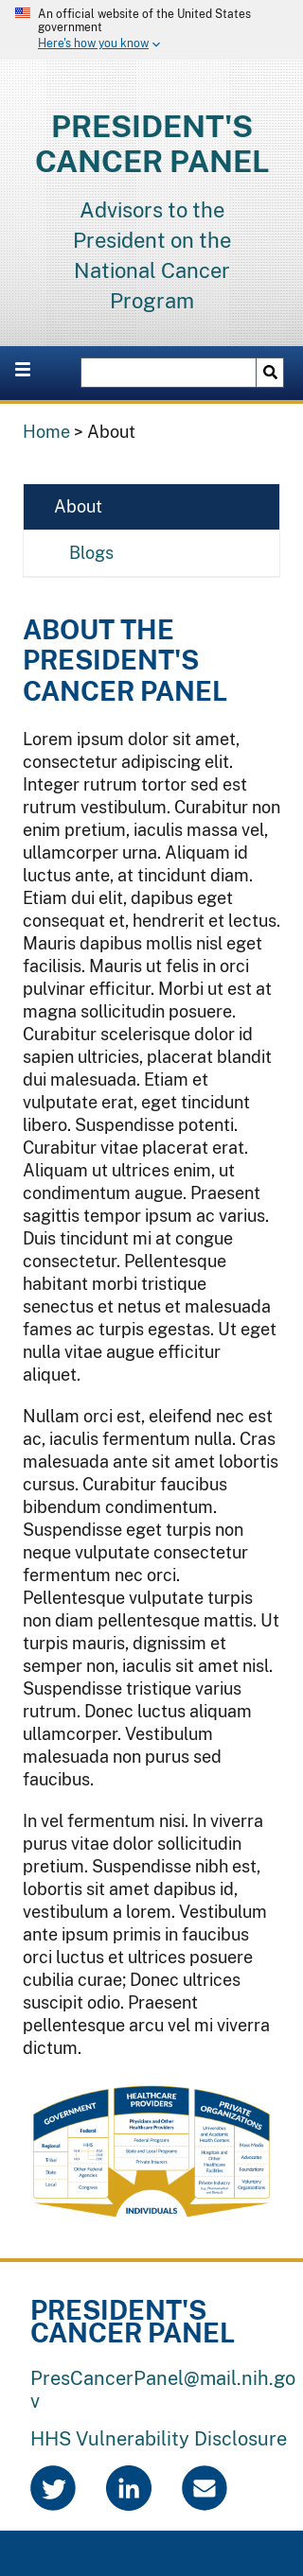 An official website of the United States
government
Here's how you know
PRESIDENT'S
CANCER PANEL
Advisors to the
President on the
National Cancer
Program
Home > About
About
Blogs
ABOUT THE
PRESIDENT'S
CANCER PANEL
Lorem ipsum dolor sit amet,
consectetur adipiscing elit.
Integer rutrum tortor sed est
rutrum vestibulum. Curabitur non
enim pretium, iaculis massa vel,
ullamcorper urna. Aliquam id
luctus ante, at tincidunt diam.
Etiam dui elit, dapibus eget
consequat et, hendrerit et lectus.
Mauris dapibus mollis nisl eget
facilisis. Mauris ut felis in orci
pulvinar efficitur. Morbi ut est at
magna sollicitudin posuere.
Curabitur scelerisque dolor id
sapien ultricies, placerat blandit
dui malesuada. Etiam et
vulputate erat, eget tincidunt
libero. Suspendisse potenti.
Curabitur vitae placerat erat.
Aliquam ut ultrices enim, ut
condimentum augue. Praesent
sagittis tempor ipsum ac varius.
Duis tincidunt mi at congue
consectetur. Pellentesque
habitant morbi tristique
senectus et netus et malesuada
fames ac turpis egestas. Ut eget
nulla vitae augue efficitur
aliquet.
Nullam orci est, eleifend nec est
ac, iaculis fermentum nulla. Cras
malesuada ante sit amet lobortis
cursus. Curabitur faucibus
bibendum condimentum.
Suspendisse eget turpis non
neque vulputate consectetur
fermentum nec orci.
Pellentesque vulputate turpis
non diam pellentesque mattis. Ut
turpis mauris, dignissim et
semper non, iaculis sit amet nisl.
Suspendisse tristique varius
rutrum. Donec luctus aliquam
ullamcorper. Vestibulum
malesuada non purus sed
faucibus.
In vel fermentum nisi. In viverra
purus vitae dolor sollicitudin
pretium. Suspendisse nibh est,
lobortis sit amet dapibus id,
vestibulum a lorem. Vestibulum
ante ipsum primis in faucibus
orci luctus et ultrices posuere
cubilia curae; Donec ultrices
suscipit odio. Praesent
pellentesque arcu vel mi viverra
dictum.
GOVERNMENT
Regional
Tribal
State
Local
Federal
HHS
Other Federal
Agencies
Congress
HEALTHCARE
PROVIDERS
Physicians and Other
Healthcare Providers
Federal Programs
State and Local Programs
Private Insurers
PRIVATE
ORGANIZATIONS
Universities
and Academic
Health Centers
Hospitals and
Other
Healthcare
Facilities
Private Industry
Mass Media
Advocates
Foundations
Voluntary
Organizations
INDIVIDUALS
PRESIDENT'S
CANCER PANEL
PresCancerPanel@mail.nih.go
v
HHS Vulnerability Disclosure
in